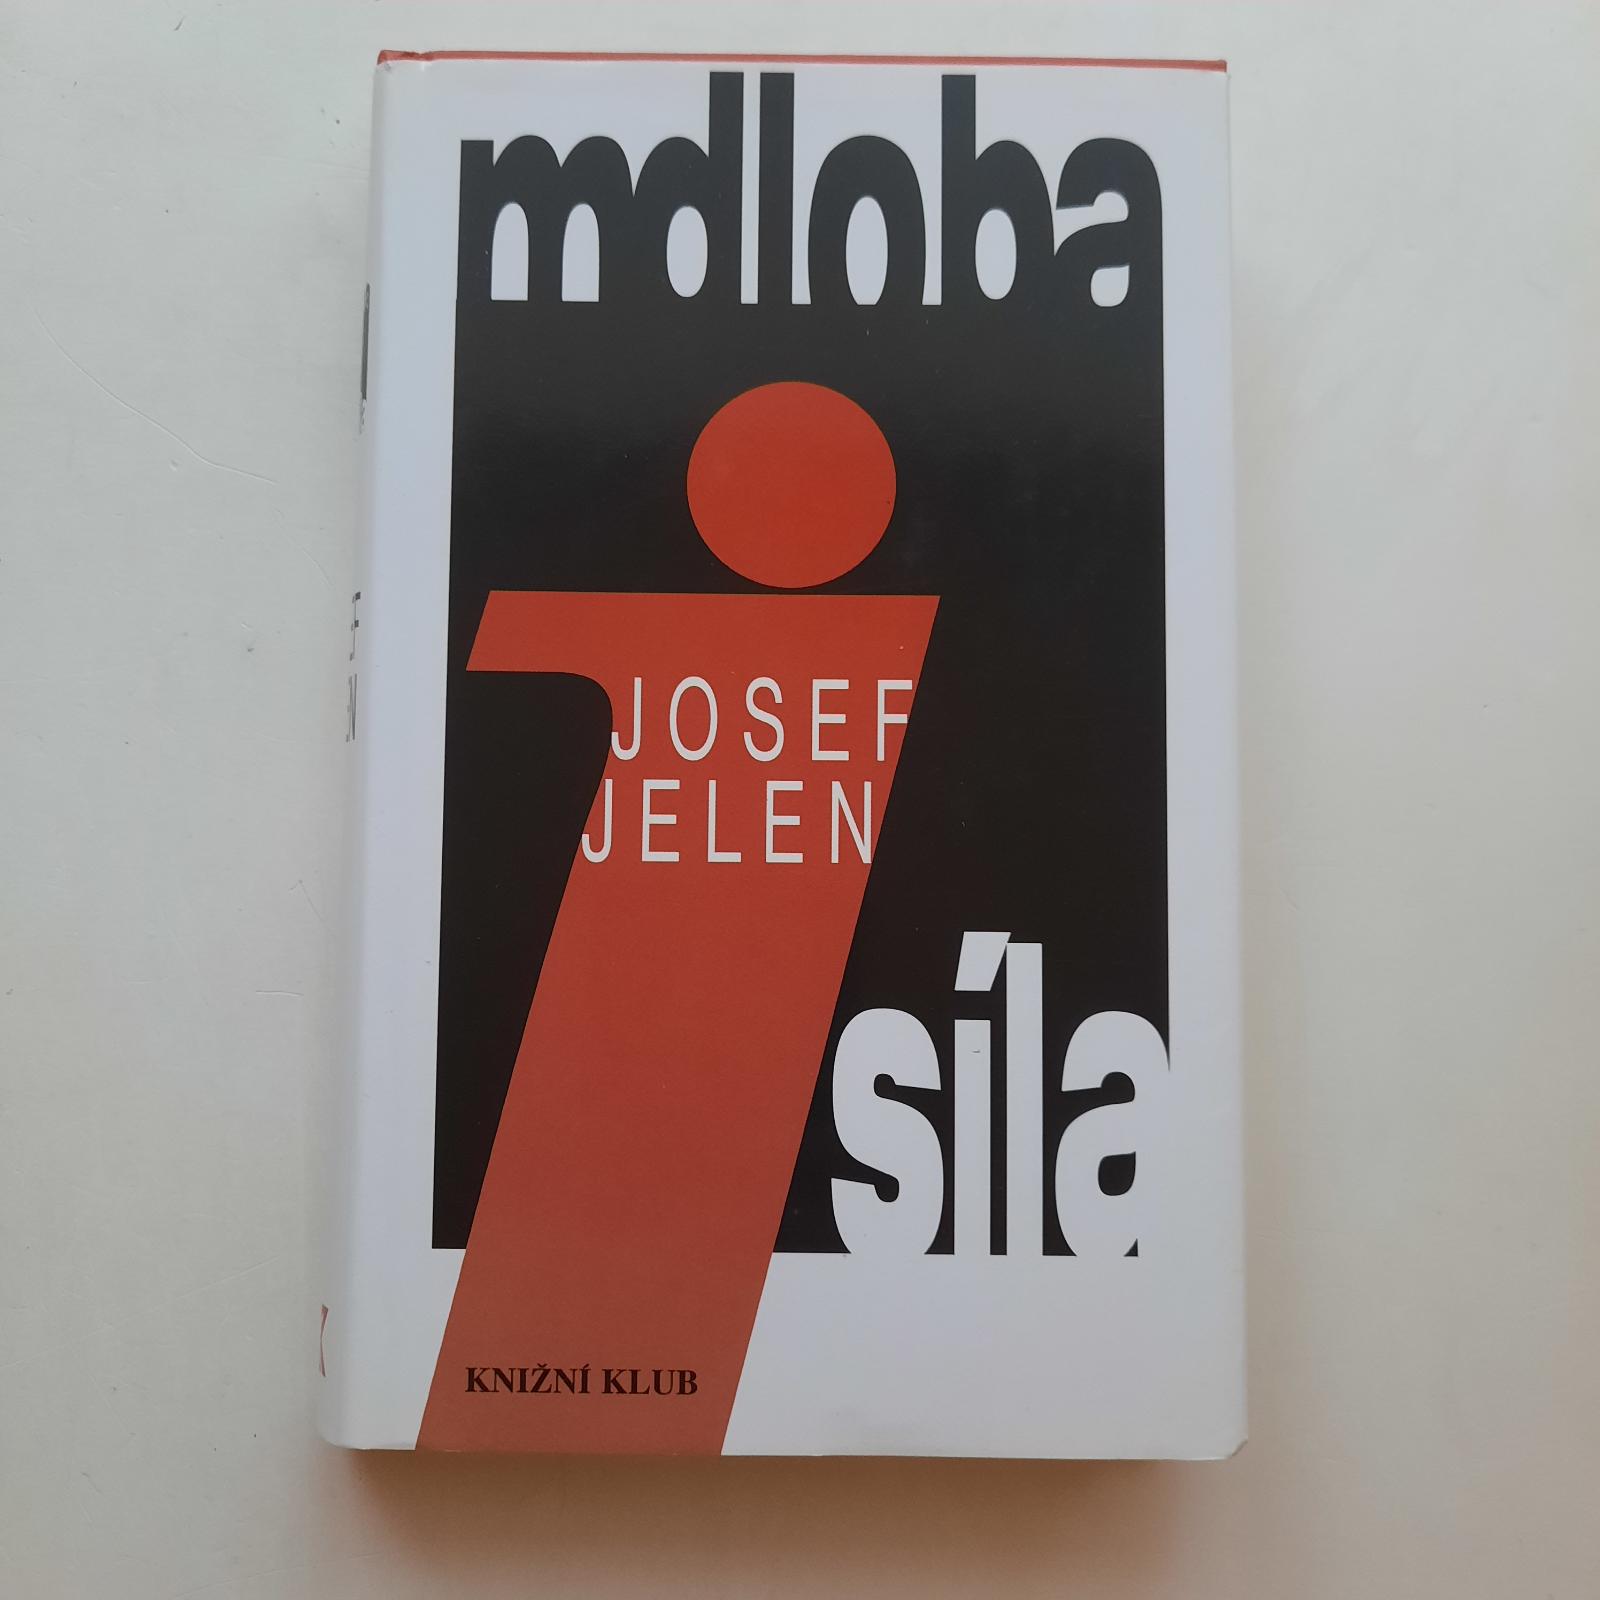 mdloba
i
JOSEF
JELEN
síla
KNIŽNÍ KLUB